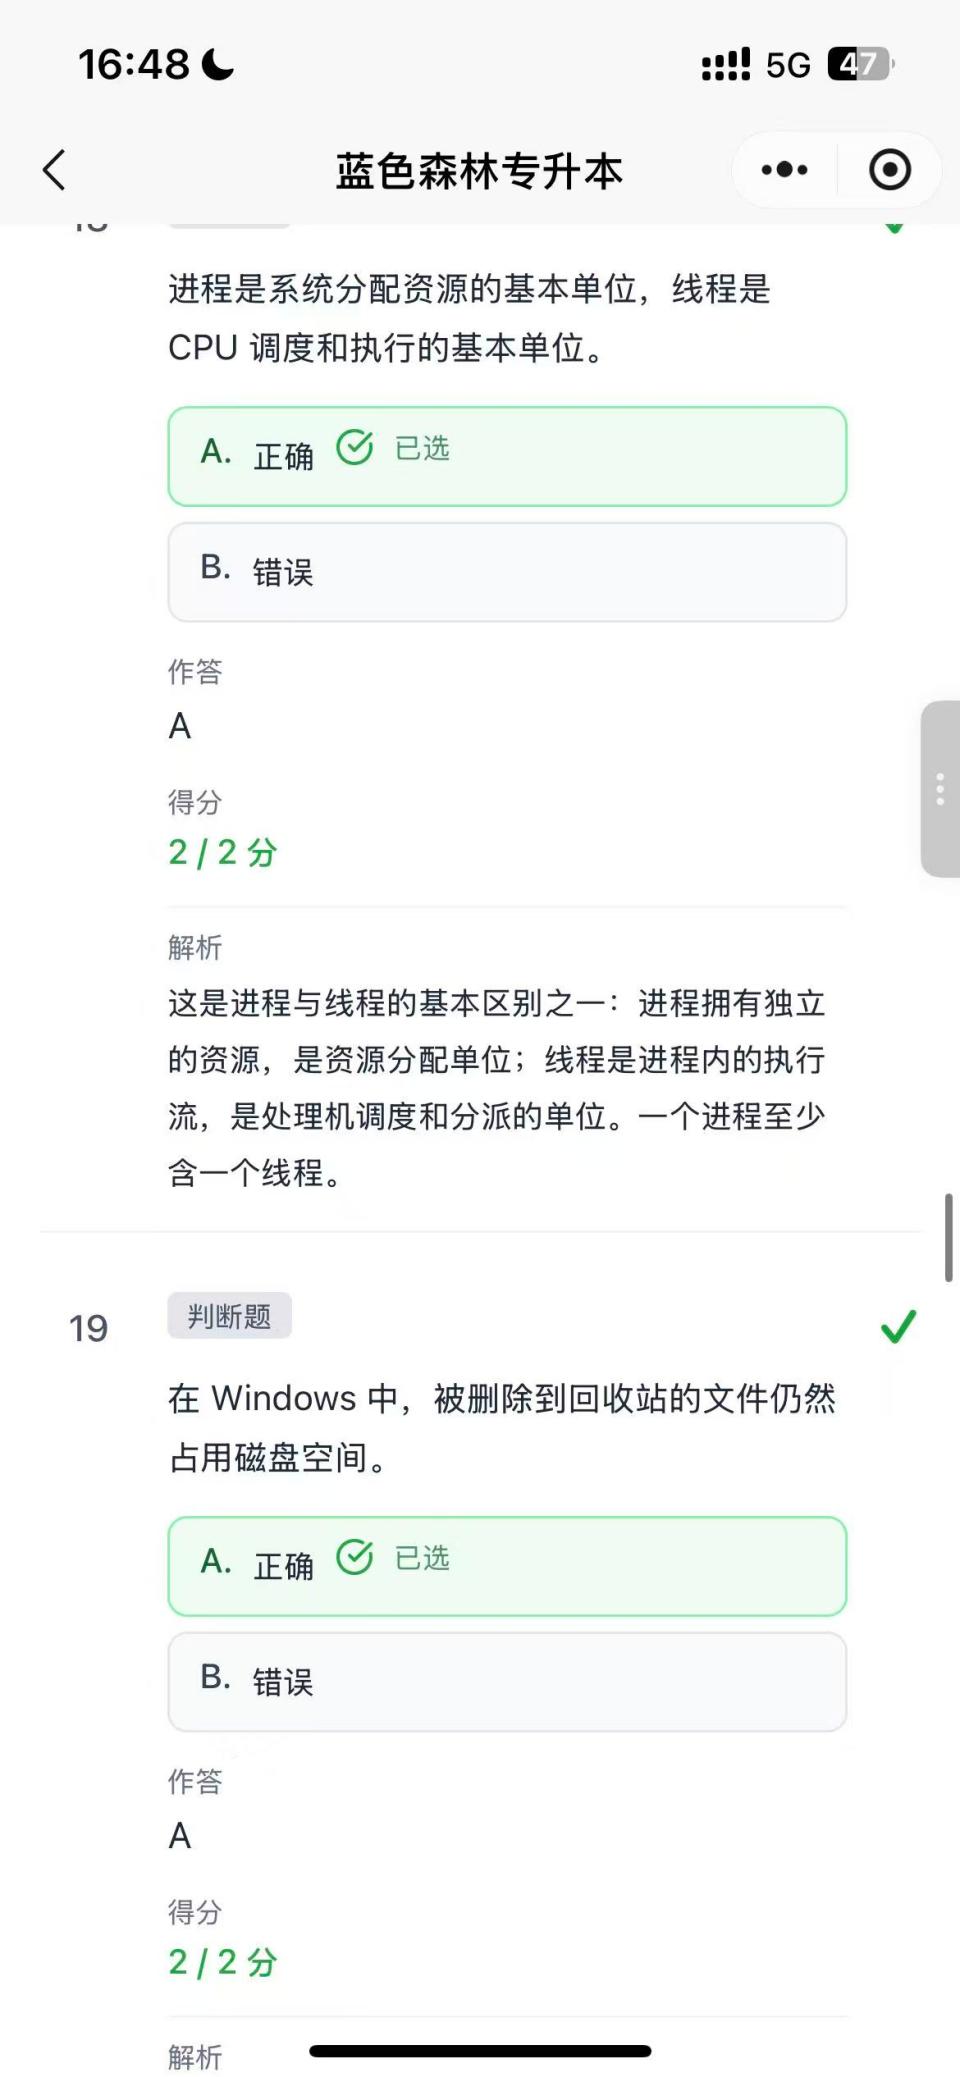 16:48
5G
47
蓝色森林专升本
进程是系统分配资源的基本单位，线程是
CPU 调度和执行的基本单位。
A. 正确 已选
B. 错误
作答
A
得分
2 / 2 分
解析
这是进程与线程的基本区别之一：进程拥有独立
的资源，是资源分配单位；线程是进程内的执行
流，是处理机调度和分派的单位。一个进程至少
含一个线程。
19
判断题
在 Windows 中，被删除到回收站的文件仍然
占用磁盘空间。
A. 正确 已选
B. 错误
作答
A
得分
2 / 2 分
解析